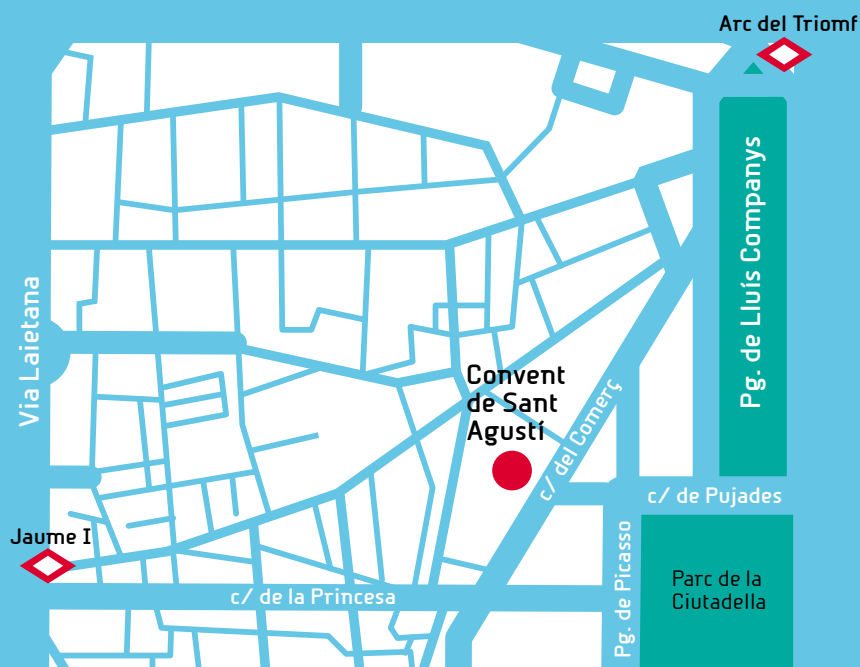 Arc del Triomf
Pg. de Lluís Companys
Via Laietana
Convent
de Sant
Agustí
c/ del Comerç
c/ de Pujades
Jaume I
Pg. de Picasso
Parc de la
Ciutadella
c/ de la Princesa